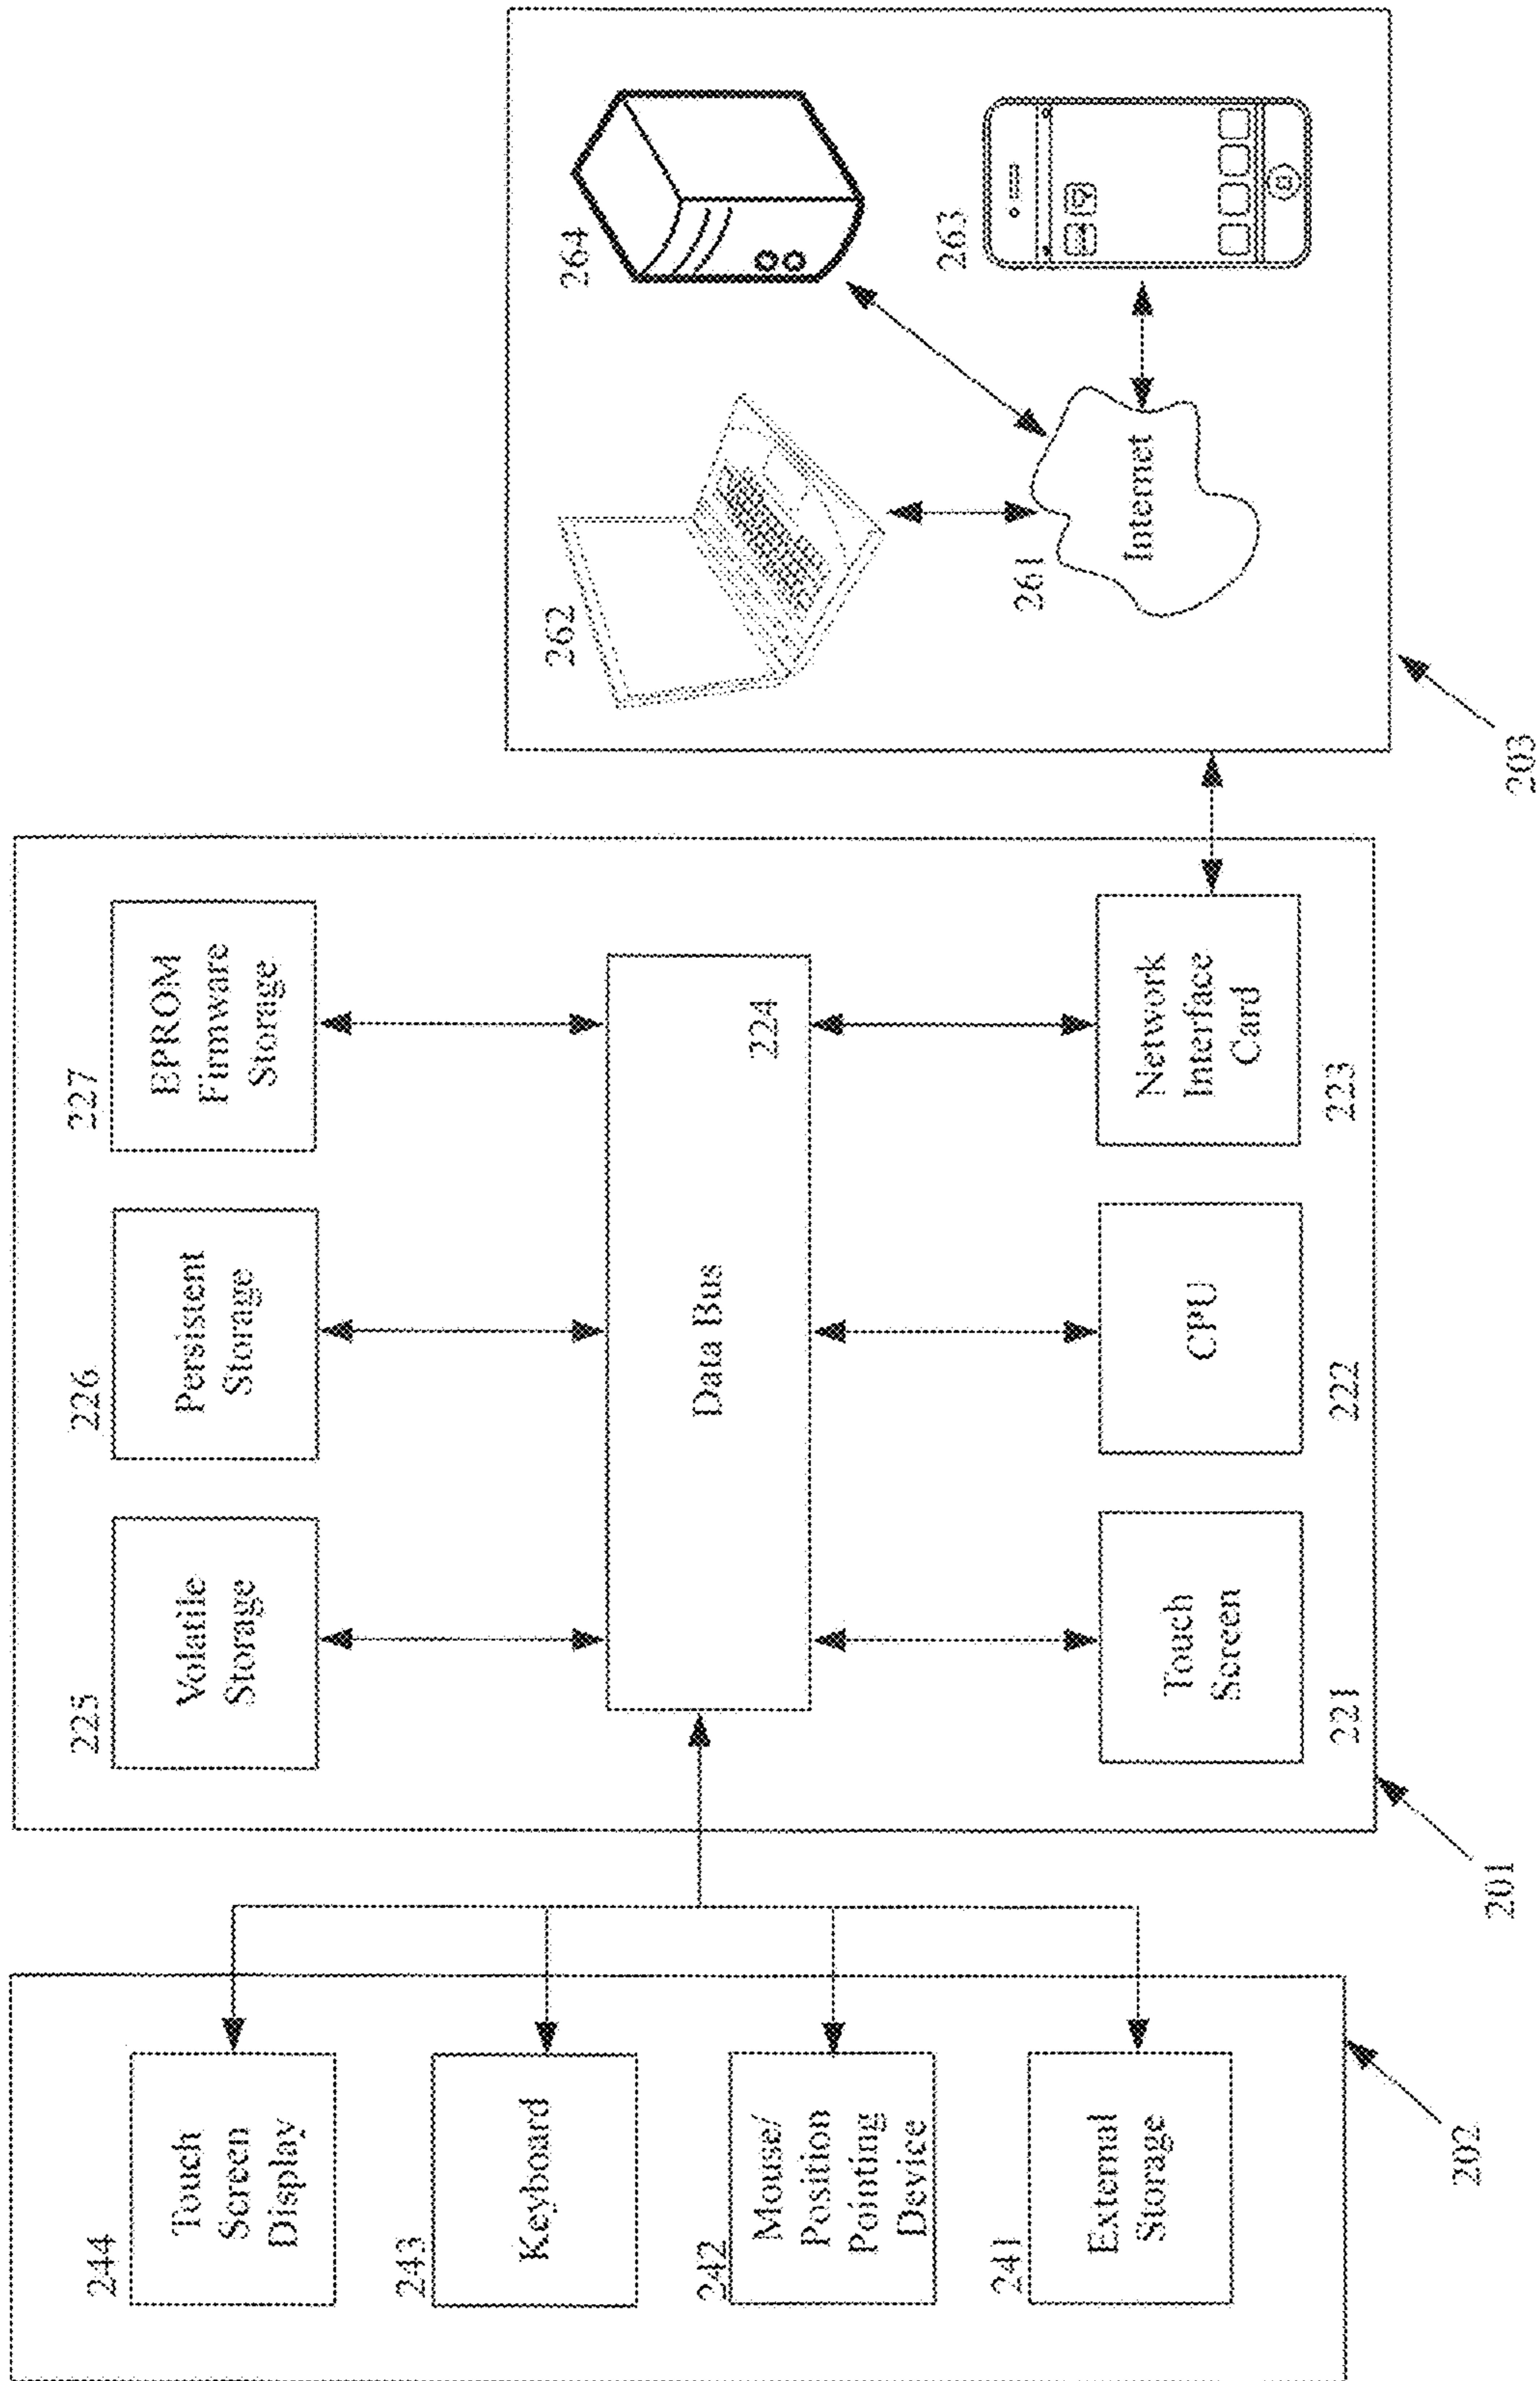 244
Touch
Screen
Display
243
Keyboard
242
Mouse/
Position
Pointing
Device
241
External
Storage
202
225
Volatile
Storage
226
Persistent
Storage
227
EPROM
Firmware
Storage
Data Bus
224
Touch
Screen
221
CPU
222
Network
Interface
Card
223
201
262
264
261
Internet
263
203